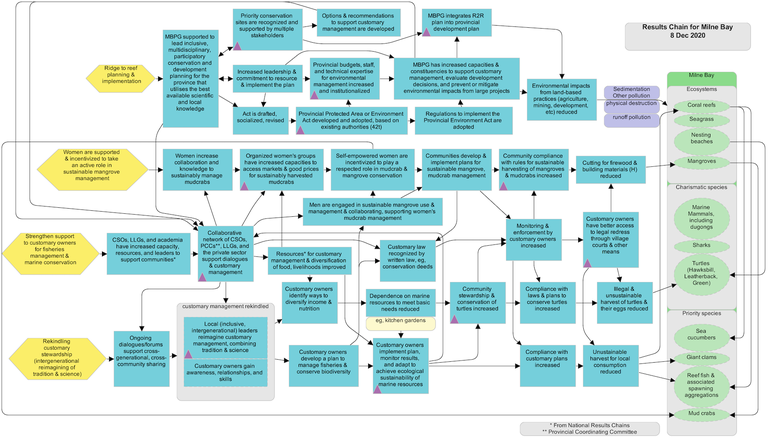 Results Chain for Milne Bay
8 Dec 2020
Priority conservation
sites are recognized and
supported by multiple
stakeholders
Options & recommendations
to support customary
management are developed
MBPG integrates R2R
plan into provincial
development plan
MBPG supported to
lead inclusive,
multidisciplinary,
participatory
conservation and
development
planning for the
province that
utilises the best
available scientific
and local
knowledge
Ridge to reef
planning &
implementation
Increased leadership &
commitment to resource
& implement the plan
Provincial budgets, staff,
and technical expertise
for environmental
management increased
and institutionalized
MBPG has increased capacities &
constituencies to support customary
management, evaluate development
decisions, and prevent or mitigate
environmental impacts from large projects
Environmental impacts
from land-based
practices (agriculture,
mining, development,
etc) reduced
Sedimentation
Other pollution
physical destruction
runoff pollution
Act is drafted,
socialized, revised
Provincial Protected Area or Environment
Act developed and adopted, based on
existing authorities (42t)
Regulations to implement the
Provincial Environment Act are
adopted
Milne Bay
Ecosystems
Coral reefs
Seagrass
Nesting
beaches
Mangroves
Women are supported
& incentivized to take
an active role in
sustainable mangrove
management
Women increase
collaboration and
knowledge to
sustainably manage
mudcrabs
Organized women's groups
have increased capacities to
access markets & good prices
for sustainably harvested
mudcrabs
Self-empowered women are
incentivized to play a
respected role in mudcrab &
mangrove conservation
Communities develop &
implement plans for
sustainable mangrove,
mudcrab management
Community compliance
with rules for sustainable
harvesting of mangroves
& mudcrabs increased
Cutting for firewood &
building materials (H)
reduced
Men are engaged in sustainable mangrove use &
management & collaborating, supporting women's
mudcrab management
Charismatic species
Marine
Mammals,
including
dugongs
Sharks
Turtles
(Hawksbill,
Leatherback,
Green)
Strengthen support
to customary owners
for fisheries
management &
marine conservation
CSOs, LLGs, and academia
have increased capacity,
resources, and leaders to
support communities*
Collaborative
network of CSOs,
PCCs**, LLGs, and
the private sector
support dialogues
& customary
management
Resources* for customary
management & diversification
of food, livelihoods improved
Customary law
recognized by
written law, eg,
conservation deeds
Monitoring &
enforcement by
customary owners
increased
Customary owners
have better access
to legal redress
through village
courts & other
means
Customary owners
identify ways to
diversify income &
nutrition
Dependence on marine
resources to meet basic
needs reduced
eg, kitchen gardens
Community
stewardship &
conservation of
turtles increased
Compliance with
laws & plans to
conserve turtles
increased
Illegal &
unsustainable
harvest of turtles &
their eggs reduced
customary management rekindled
Local (inclusive,
intergenerational) leaders
reimagine customary
management, combining
tradition & science
Customary owners gain
awareness, relationships, and
skills
Rekindling
customary
stewardship
(intergenerational
reimagining of
tradition & science)
Ongoing
dialogues/forums
support cross-
generational, cross-
community sharing
Customary owners
develop a plan to
manage fisheries &
conserve biodiversity
Customary owners
implement plan,
monitor results,
and adapt to
achieve ecological
sustainability of
marine resources
Compliance with
customary plans
increased
Unsustainable
harvest for local
consumption
reduced
Priority species
Sea
cucumbers
Giant clams
Reef fish &
associated
spawning
aggregations
Mud crabs
* From National Results Chains
** Provincial Coordinating Committee